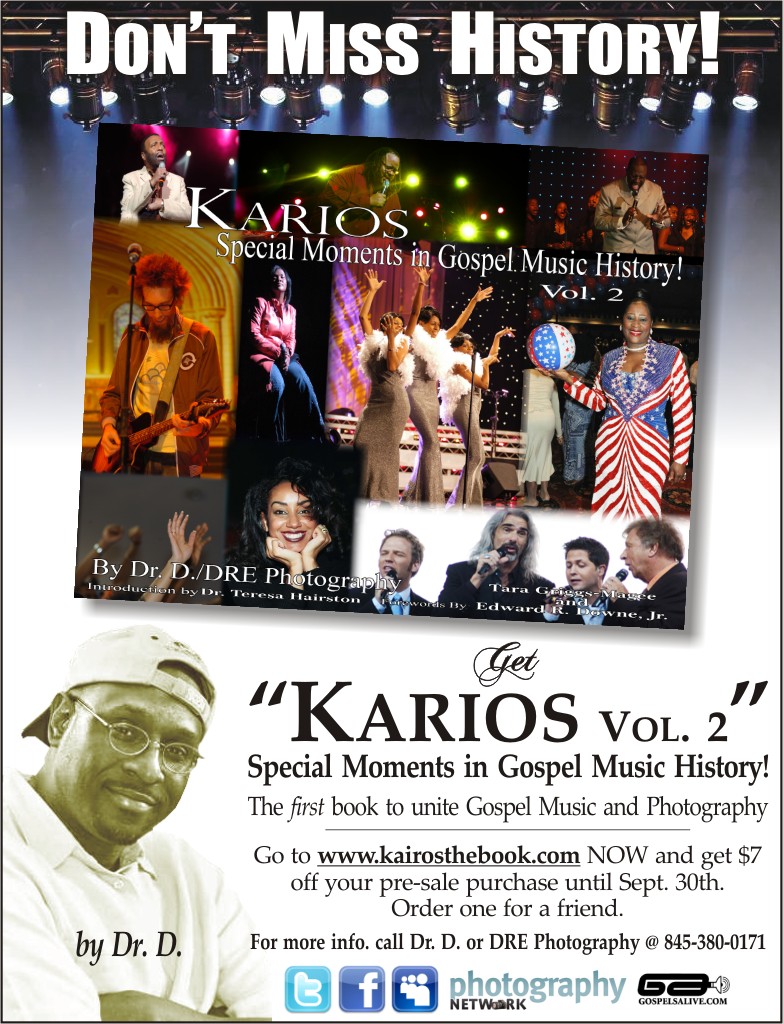 DON'T MISS HISTORY!
KARIOS
Special Moments in Gospel Music History!
Vol. 2
By Dr. D./DRE Photography
Introduction by Dr. Teresa Hairston
Forewords By
Tara Griggs-Magee
and
Edward R. Downe, Jr.
Get
"KARIOS VOL. 2"
Special Moments in Gospel Music History!
The first book to unite Gospel Music and Photography
Go to www.kairosthebook.com NOW and get $7
off your pre-sale purchase until Sept. 30th.
Order one for a friend.
by Dr. D.
For more info. call Dr. D. or DRE Photography @ 845-380-0171
photography
NETWORK
GOSPELSALIVE.COM